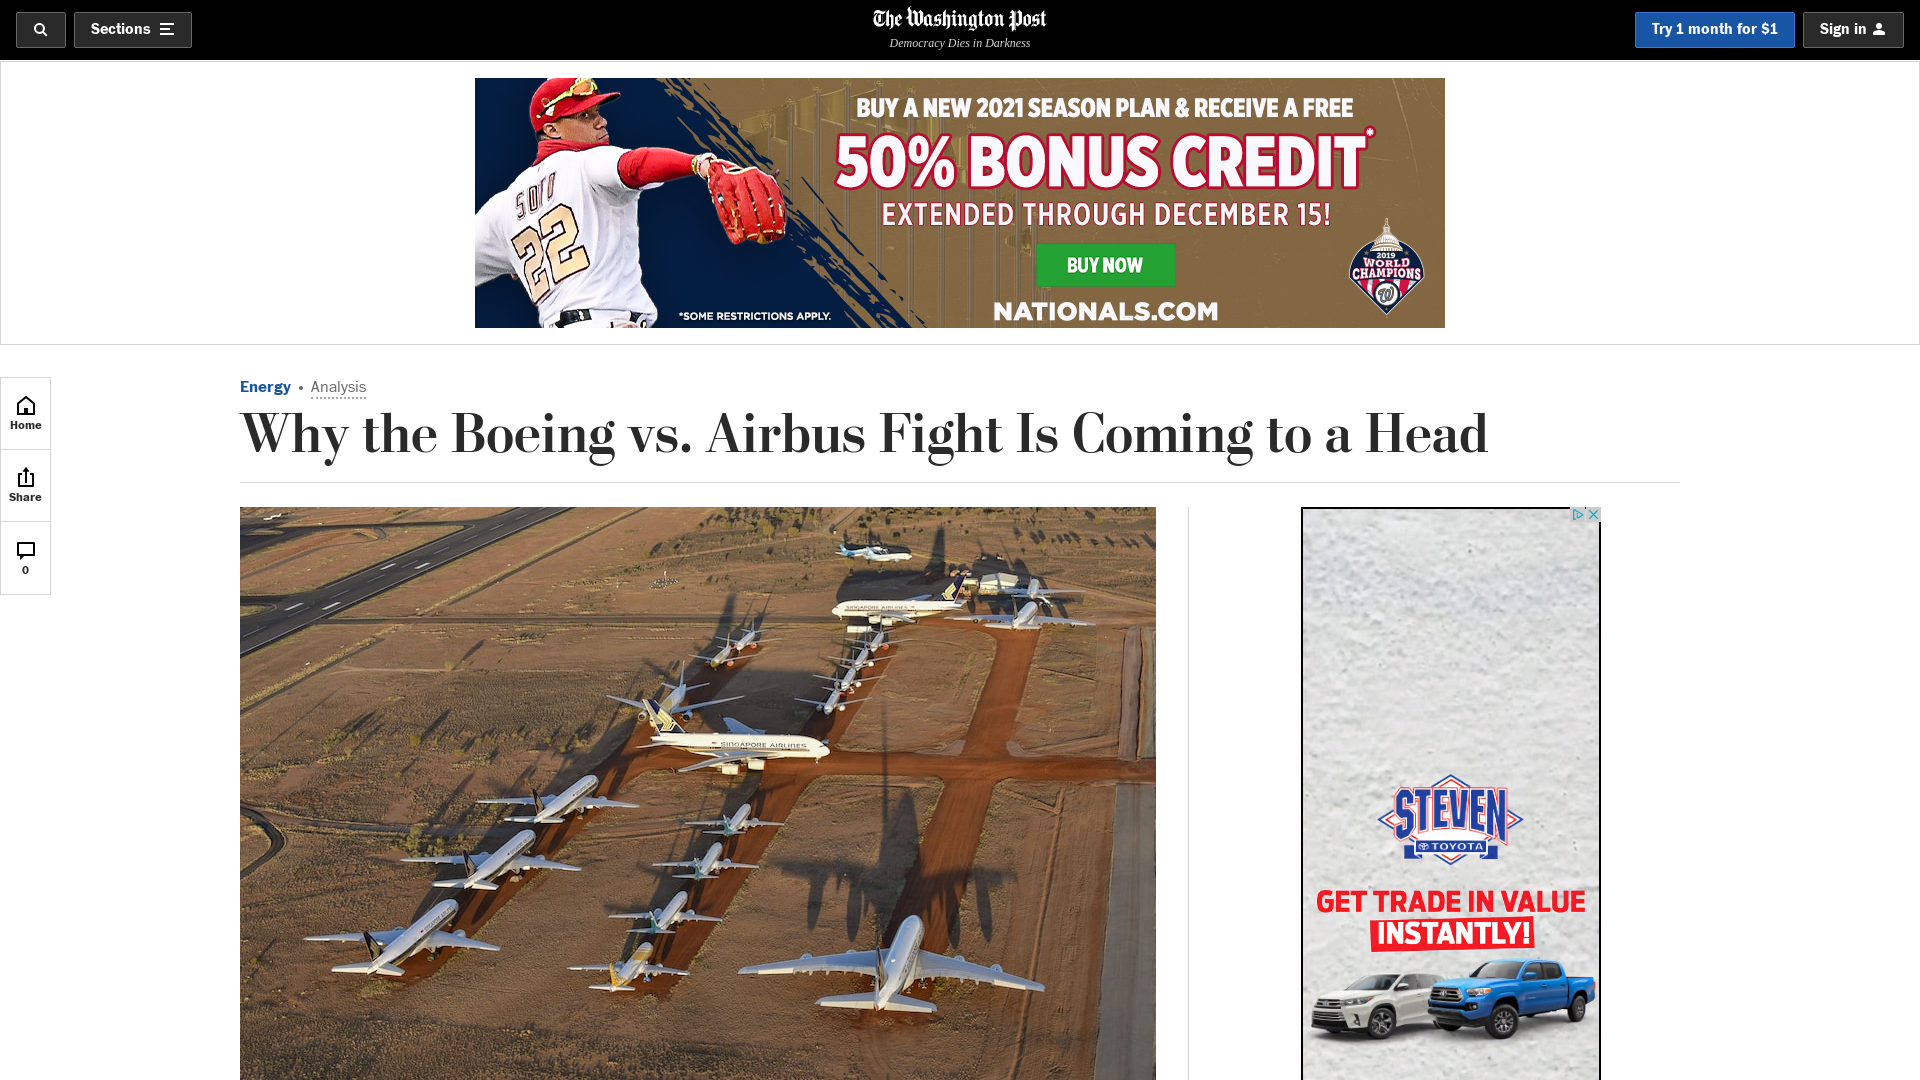 Sections
The Washington Post
Democracy Dies in Darkness
Try 1 month for $1
Sign in
BUY A NEW 2021 SEASON PLAN & RECEIVE A FREE
50% BONUS CREDIT*
EXTENDED THROUGH DECEMBER 15!
BUY NOW
NATIONALS.COM
*SOME RESTRICTIONS APPLY.
SOTO
22
2019
WORLD
CHAMPIONS
W
Home
Share
0
Energy • Analysis
Why the Boeing vs. Airbus Fight Is Coming to a Head
SINGAPORE AIRLINES
SINGAPORE AIRLINES
STEVEN
TOYOTA
GET TRADE IN VALUE
INSTANTLY!